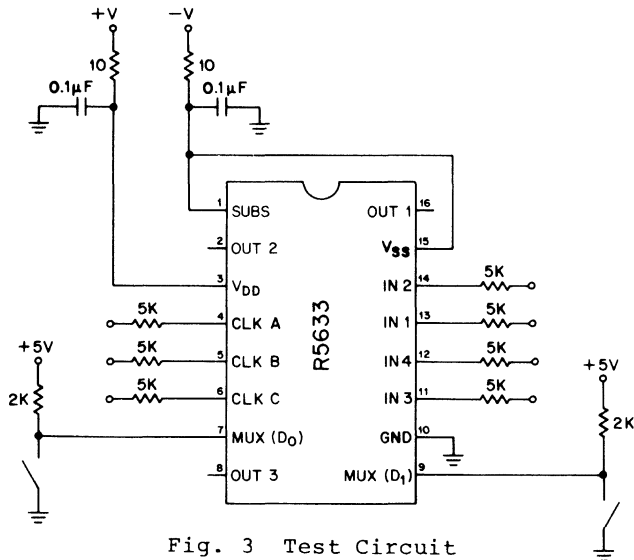 +V
-V
10
10
0.1µF
0.1µF
1 SUBS
OUT 1 16
2 OUT 2
VSS 15
3 VDD
IN 2 14
5K
5K
4 CLK A
IN 1 13
5K
5K
5 CLK B
IN 4 12
5K
5K
6 CLK C
IN 3 11
5K
R5633
+5V
+5V
2K
2K
7 MUX (D0)
GND 10
8 OUT 3
MUX (D1) 9
Fig. 3 Test Circuit